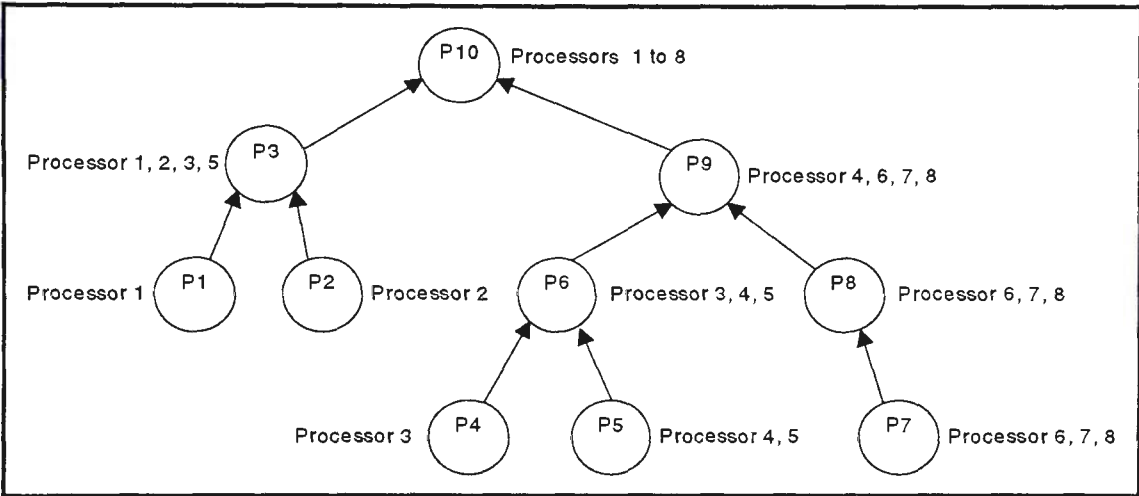 P10 Processors 1 to 8
Processor 1, 2, 3, 5 P3
P9 Processor 4, 6, 7, 8
Processor 1 P1 P2 Processor 2 P6 Processor 3, 4, 5 P8 Processor 6, 7, 8
Processor 3 P4 P5 Processor 4, 5 P7 Processor 6, 7, 8